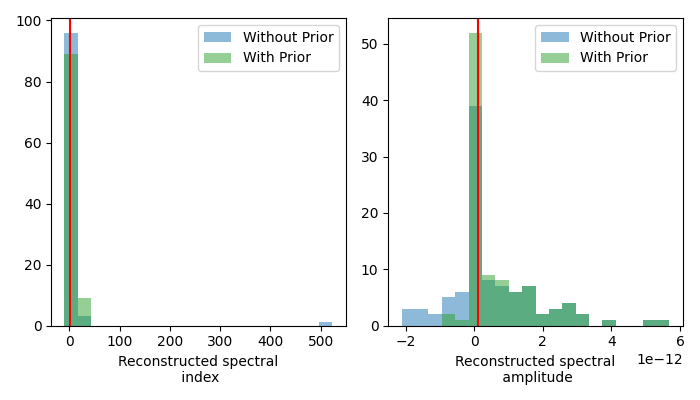 100
80
60
40
20
0
Without Prior
With Prior
0 100 200 300 400 500
Reconstructed spectral
index
50
40
30
20
10
0
Without Prior
With Prior
−2 0 2 4 6
1e−12
Reconstructed spectral
amplitude